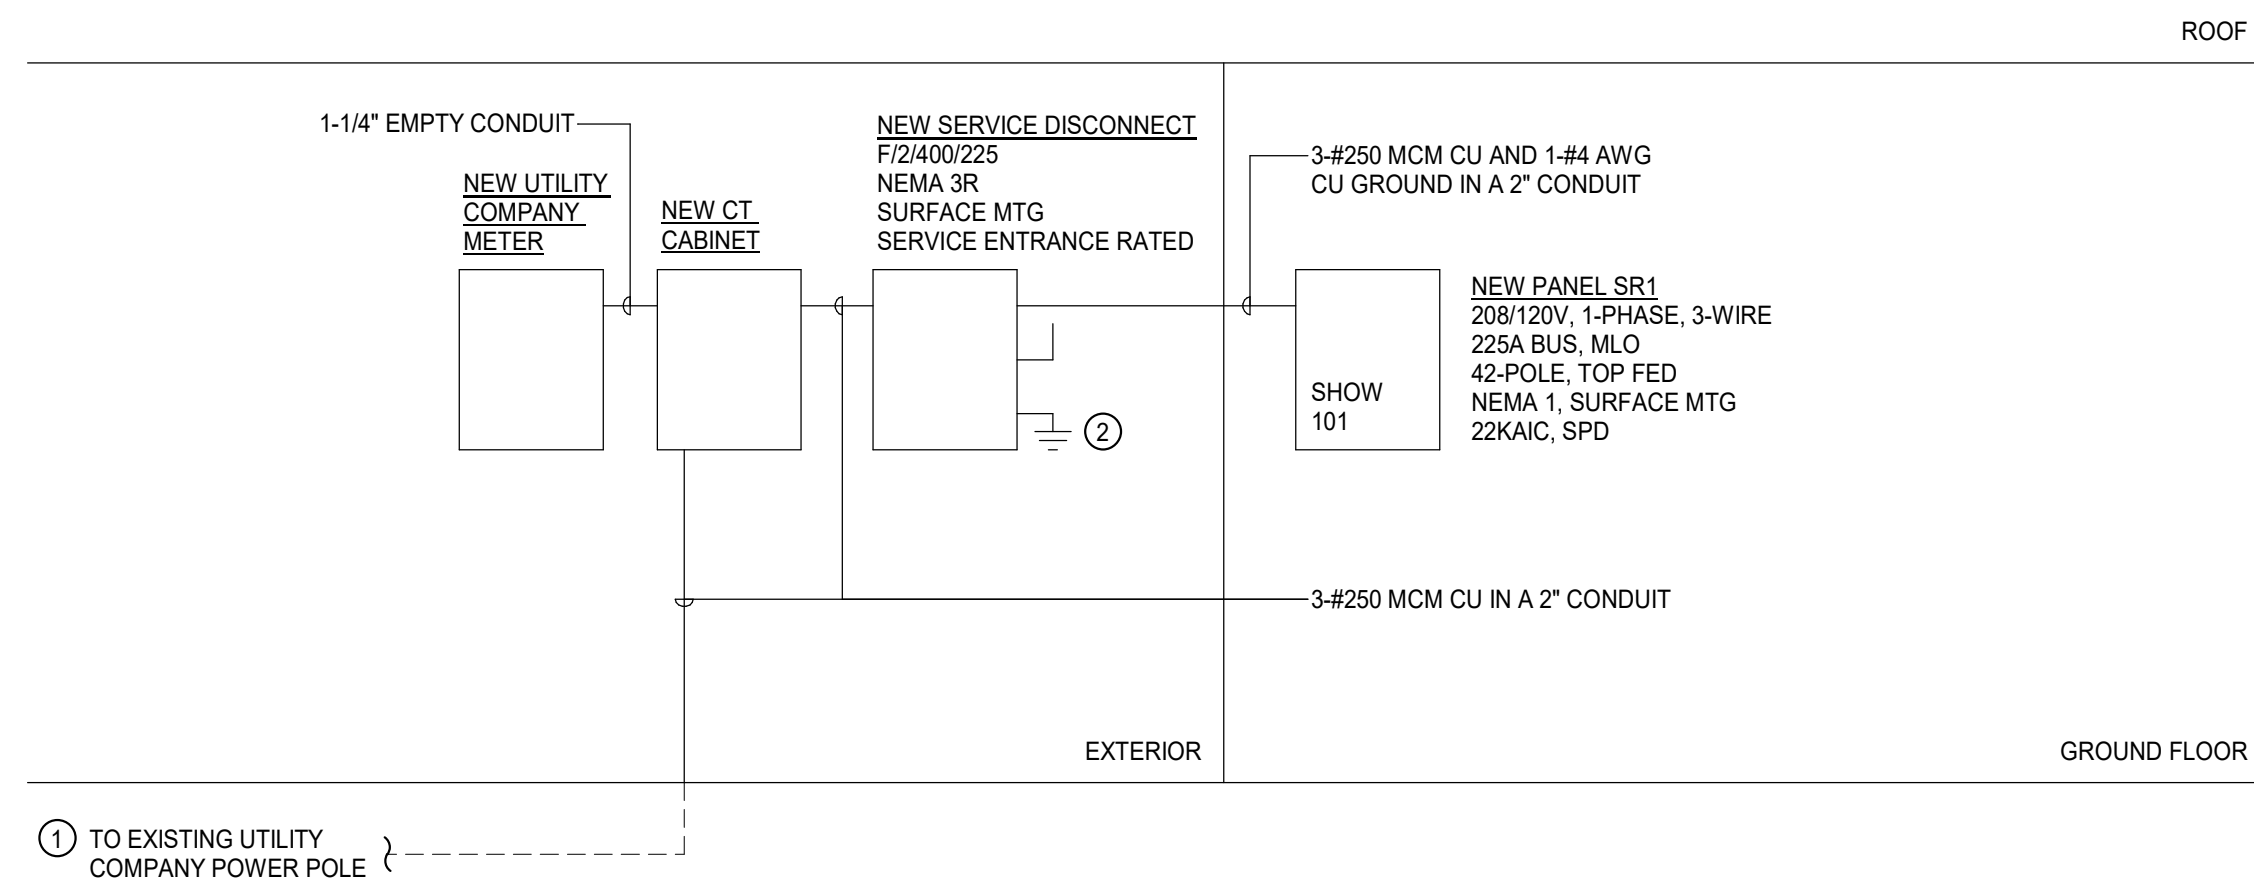 ROOF
1-1/4" EMPTY CONDUIT
NEW UTILITY
COMPANY
METER
NEW CT
CABINET
NEW SERVICE DISCONNECT
F/2/400/225
NEMA 3R
SURFACE MTG
SERVICE ENTRANCE RATED
3-#250 MCM CU AND 1-#4 AWG
CU GROUND IN A 2" CONDUIT
SHOW
101
NEW PANEL SR1
208/120V, 1-PHASE, 3-WIRE
225A BUS, MLO
42-POLE, TOP FED
NEMA 1, SURFACE MTG
22KAIC, SPD
2
3-#250 MCM CU IN A 2" CONDUIT
EXTERIOR
GROUND FLOOR
1
TO EXISTING UTILITY
COMPANY POWER POLE